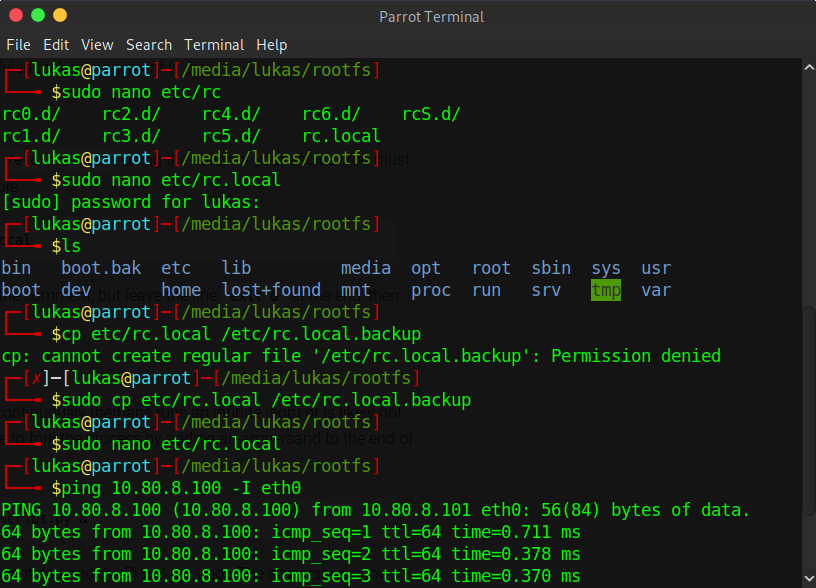 Parrot Terminal
File Edit View Search Terminal Help
┌─[lukas@parrot]─[/media/lukas/rootfs]
└──╼ $sudo nano etc/rc
rc0.d/ rc2.d/ rc4.d/ rc6.d/ rcS.d/
rc1.d/ rc3.d/ rc5.d/ rc.local
┌─[lukas@parrot]─[/media/lukas/rootfs]
must
└──╼ $sudo nano etc/rc.local
[sudo] password for lukas:
┌─[lukas@parrot]─[/media/lukas/rootfs]
└──╼ $ls
bin boot.bak etc lib media opt root sbin sys usr
boot dev home lost+found mnt proc run srv tmp var
but leave
┌─[lukas@parrot]─[/media/lukas/rootfs]
└──╼ $cp etc/rc.local /etc/rc.local.backup
cp: cannot create regular file '/etc/rc.local.backup': Permission denied
┌─[✗]─[lukas@parrot]─[/media/lukas/rootfs]
└──╼ $sudo cp etc/rc.local /etc/rc.local.backup
┌─[lukas@parrot]─[/media/lukas/rootfs]
└──╼ $sudo nano etc/rc.local
to the end of
┌─[lukas@parrot]─[/media/lukas/rootfs]
└──╼ $ping 10.80.8.100 -I eth0
PING 10.80.8.100 (10.80.8.100) from 10.80.8.101 eth0: 56(84) bytes of data.
64 bytes from 10.80.8.100: icmp_seq=1 ttl=64 time=0.711 ms
64 bytes from 10.80.8.100: icmp_seq=2 ttl=64 time=0.378 ms
64 bytes from 10.80.8.100: icmp_seq=3 ttl=64 time=0.370 ms